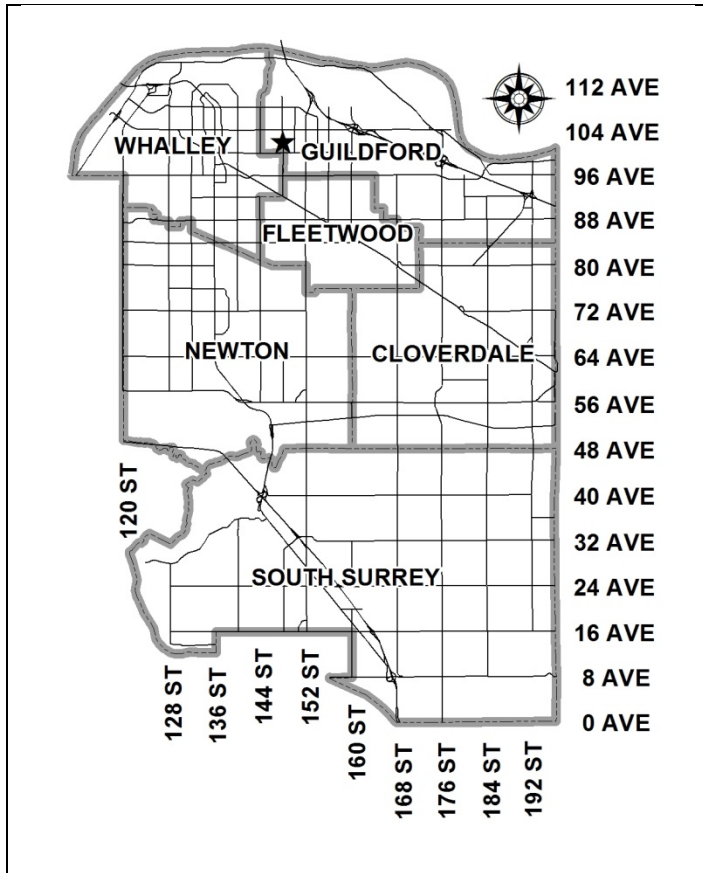 112 AVE
104 AVE
WHALLEY
GUILDFORD
96 AVE
88 AVE
FLEETWOOD
80 AVE
72 AVE
NEWTON
CLOVERDALE
64 AVE
56 AVE
48 AVE
120 ST
40 AVE
32 AVE
SOUTH SURREY
24 AVE
16 AVE
8 AVE
0 AVE
128 ST
136 ST
144 ST
152 ST
160 ST
168 ST
176 ST
184 ST
192 ST